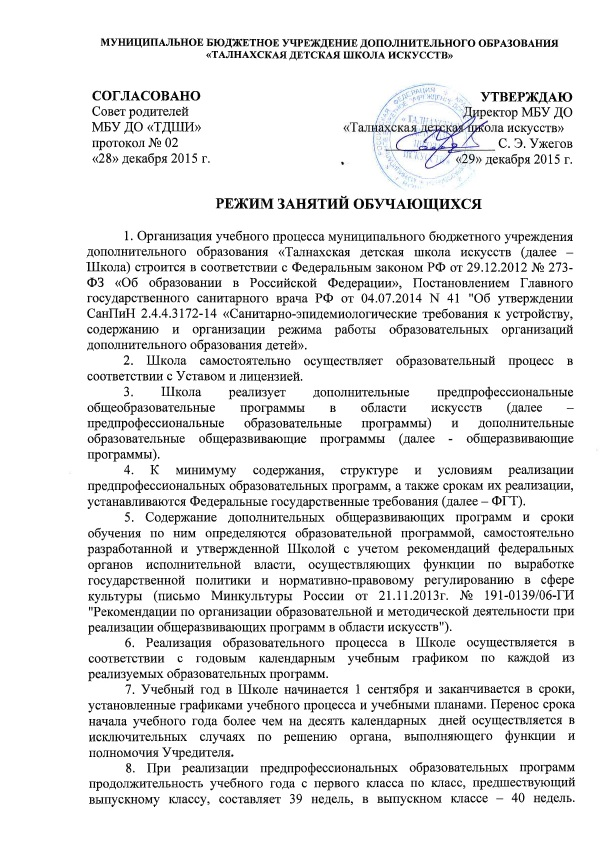 МУНИЦИПАЛЬНОЕ БЮДЖЕТНОЕ УЧРЕЖДЕНИЕ ДОПОЛНИТЕЛЬНОГО ОБРАЗОВАНИЯ
«ТАЛНАХСКАЯ ДЕТСКАЯ ШКОЛА ИСКУССТВ»
СОГЛАСОВАНО
Совет родителей
МБУ ДО «ТДШИ»
протокол № 02
«28» декабря 2015 г.
УТВЕРЖДАЮ
Директор МБУ ДО
«Талнахская детская школа искусств»
С. Э. Ужегов
«29» декабря 2015 г.
РЕЖИМ ЗАНЯТИЙ ОБУЧАЮЩИХСЯ
1. Организация учебного процесса муниципального бюджетного учреждения
дополнительного образования «Талнахская детская школа искусств (далее –
Школа) строится в соответствии с Федеральным законом РФ от 29.12.2012 № 273-
ФЗ «Об образовании в Российской Федерации», Постановлением Главного
государственного санитарного врача РФ от 04.07.2014 N 41 "Об утверждении
СанПиН 2.4.4.3172-14 «Санитарно-эпидемиологические требования к устройству,
содержанию и организации режима работы образовательных организаций
дополнительного образования детей».
2. Школа самостоятельно осуществляет образовательный процесс в
соответствии с Уставом и лицензией.
3. Школа реализует дополнительные предпрофессиональные
общеобразовательные программы в области искусств (далее –
предпрофессиональные образовательные программы) и дополнительные
образовательные общеразвивающие программы (далее - общеразвивающие
программы).
4. К минимуму содержания, структуре и условиям реализации
предпрофессиональных образовательных программ, а также срокам их реализации,
устанавливаются Федеральные государственные требования (далее – ФГТ).
5. Содержание дополнительных общеразвивающих программ и сроки
обучения по ним определяются образовательной программой, самостоятельно
разработанной и утвержденной Школой с учетом рекомендаций федеральных
органов исполнительной власти, осуществляющих функции по выработке
государственной политики и нормативно-правовому регулированию в сфере
культуры (письмо Минкультуры России от 21.11.2013г. № 191-0139/06-ГИ
"Рекомендации по организации образовательной и методической деятельности при
реализации общеразвивающих программ в области искусств").
6. Реализация образовательного процесса в Школе осуществляется в
соответствии с годовым календарным учебным графиком по каждой из
реализуемых образовательных программ.
7. Учебный год в Школе начинается 1 сентября и заканчивается в сроки,
установленные графиками учебного процесса и учебными планами. Перенос срока
начала учебного года более чем на десять календарных дней осуществляется в
исключительных случаях по решению органа, выполняющего функции и
полномочия Учредителя.
8. При реализации предпрофессиональных образовательных программ
продолжительность учебного года с первого класса по класс, предшествующий
выпускному классу, составляет 39 недель, в выпускном классе – 40 недель.